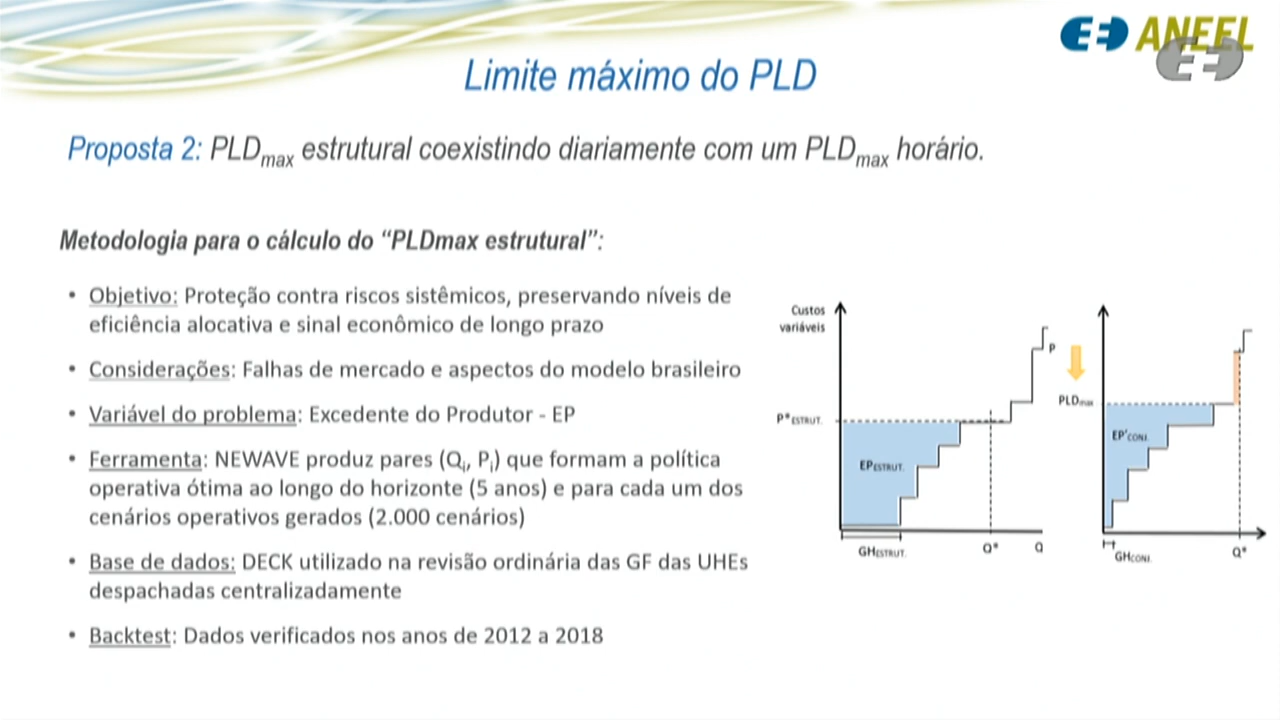 ANEEL
Limite máximo do PLD
Proposta 2: PLDmax estrutural coexistindo diariamente com um PLDmax horário.
Metodologia para o cálculo do “PLDmax estrutural”:
• Objetivo: Proteção contra riscos sistêmicos, preservando níveis de
eficiência alocativa e sinal econômico de longo prazo
• Considerações: Falhas de mercado e aspectos do modelo brasileiro
• Variável do problema: Excedente do Produtor - EP
• Ferramenta: NEWAVE produz pares (Qi, Pi) que formam a política
operativa ótima ao longo do horizonte (5 anos) e para cada um dos
cenários operativos gerados (2.000 cenários)
• Base de dados: DECK utilizado na revisão ordinária das GF das UHEs
despachadas centralizadamente
• Backtest: Dados verificados nos anos de 2012 a 2018
Custos
variáveis
P
P*ESTRUT.
EPESTRUT.
GHESTRUT.
Q*
Q
PLDmax
EP'CONJ.
GHCONJ.
Q*